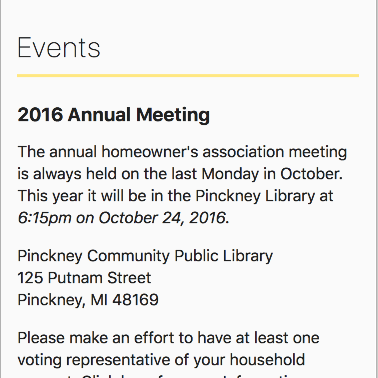 Events
2016 Annual Meeting
The annual homeowner's association meeting
is always held on the last Monday in October.
This year it will be in the Pinckney Library at
6:15pm on October 24, 2016.
Pinckney Community Public Library
125 Putnam Street
Pinckney, MI 48169
Please make an effort to have at least one
voting representative of your household